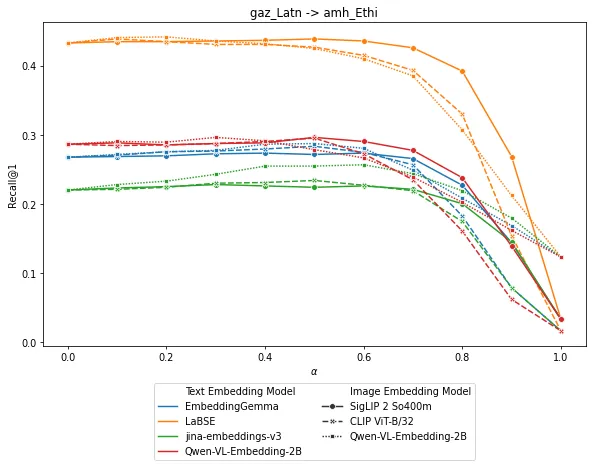 gaz_Latn -> amh_Ethi
Recall@1
0.4
0.3
0.2
0.1
0.0
0.0 0.2 0.4 0.6 0.8 1.0
α
Text Embedding Model Image Embedding Model
EmbeddingGemma SigLIP 2 So400m
LaBSE CLIP ViT-B/32
jina-embeddings-v3 Qwen-VL-Embedding-2B
Qwen-VL-Embedding-2B